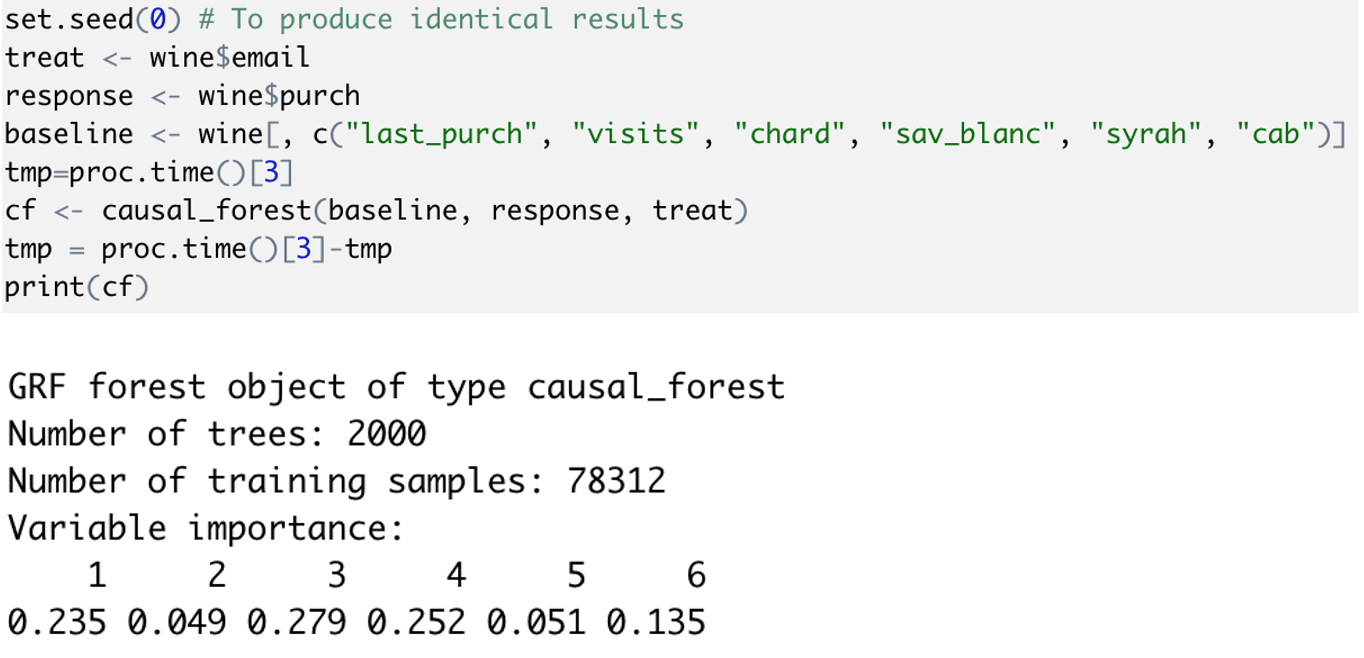 set.seed(0) # To produce identical results
treat <- wine$email
response <- wine$purch
baseline <- wine[, c("last_purch", "visits", "chard", "sav_blanc", "syrah", "cab")]
tmp=proc.time()[3]
cf <- causal_forest(baseline, response, treat)
tmp = proc.time()[3]-tmp
print(cf)
GRF forest object of type causal_forest
Number of trees: 2000
Number of training samples: 78312
Variable importance:
1 2 3 4 5 6
0.235 0.049 0.279 0.252 0.051 0.135